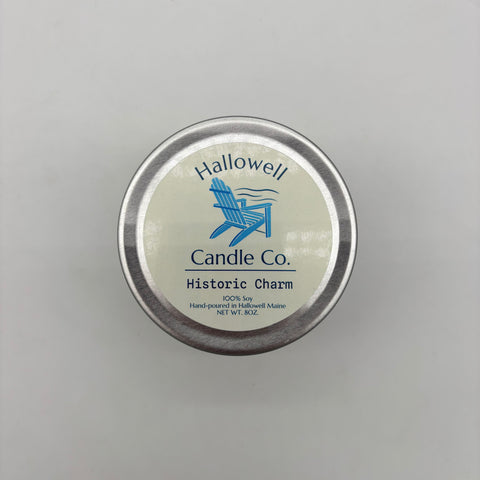 Hallowell
Candle Co.
Historic Charm
100% Soy
Hand-poured in Hallowell Maine
NET WT. 8OZ.